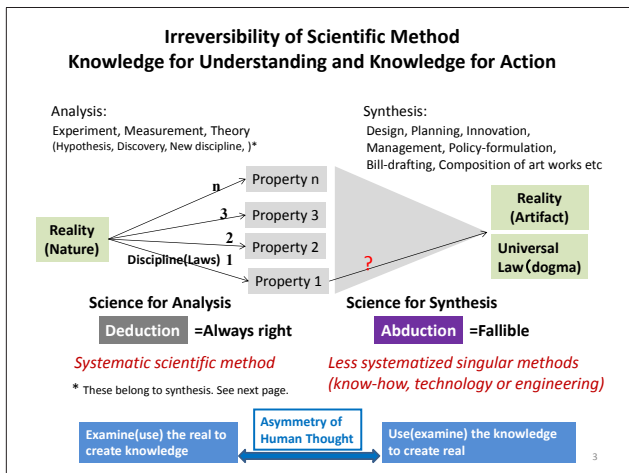 Irreversibility of Scientific Method
Knowledge for Understanding and Knowledge for Action
Analysis:
Experiment, Measurement, Theory
(Hypothesis, Discovery, New discipline, )*
Synthesis:
Design, Planning, Innovation,
Management, Policy-formulation,
Bill-drafting, Composition of art works etc
Reality
(Nature)
n
3
2
1
Discipline(Laws)
Property n
Property 3
Property 2
Property 1
?
Reality
(Artifact)
Universal
Law(dogma)
Science for Analysis
Deduction =Always right
Systematic scientific method
* These belong to synthesis. See next page.
Science for Synthesis
Abduction =Fallible
Less systematized singular methods
(know-how, technology or engineering)
Examine(use) the real to
create knowledge
Asymmetry of
Human Thought
Use(examine) the knowledge
to create real
3